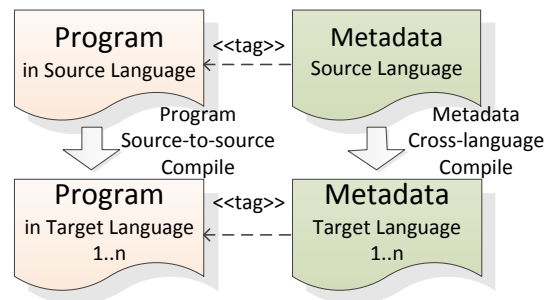 Program
in Source Language
<<tag>>
Metadata
Source Language
Program
Source-to-source
Compile
Metadata
Cross-language
Compile
Program
in Target Language
1..n
<<tag>>
Metadata
Target Language
1..n